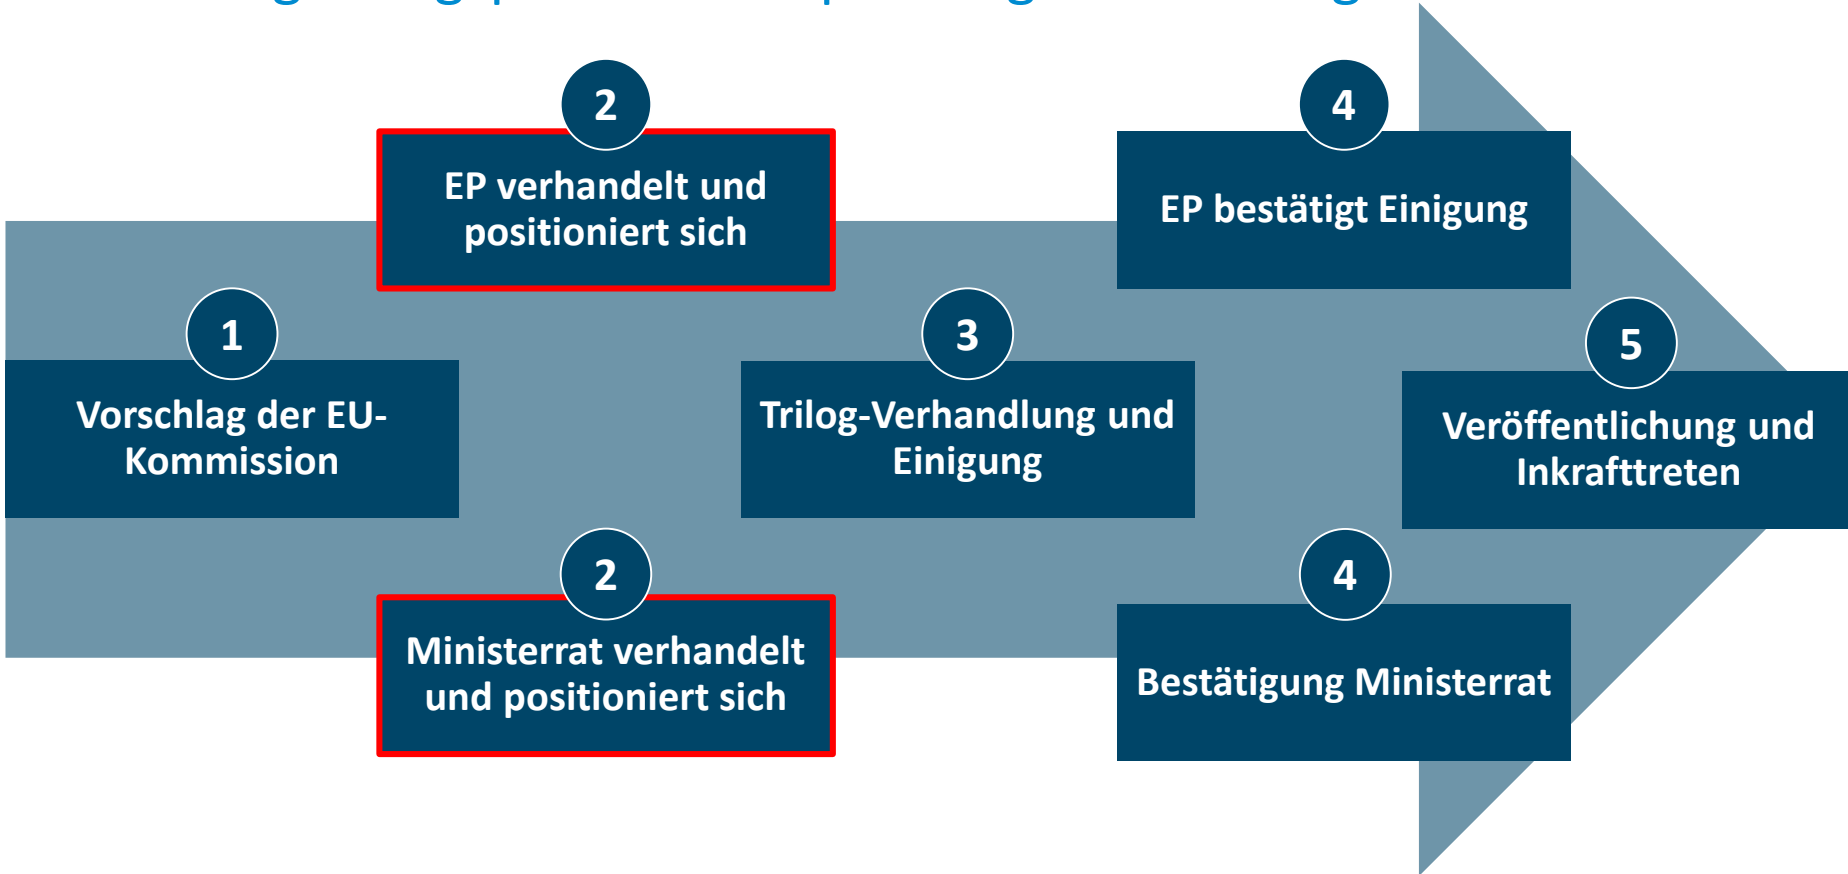 2
EP verhandelt und
positioniert sich
4
EP bestätigt Einigung
1
Vorschlag der EU-
Kommission
3
Trilog-Verhandlung und
Einigung
5
Veröffentlichung und
Inkrafttreten
2
Ministerrat verhandelt
und positioniert sich
4
Bestätigung Ministerrat